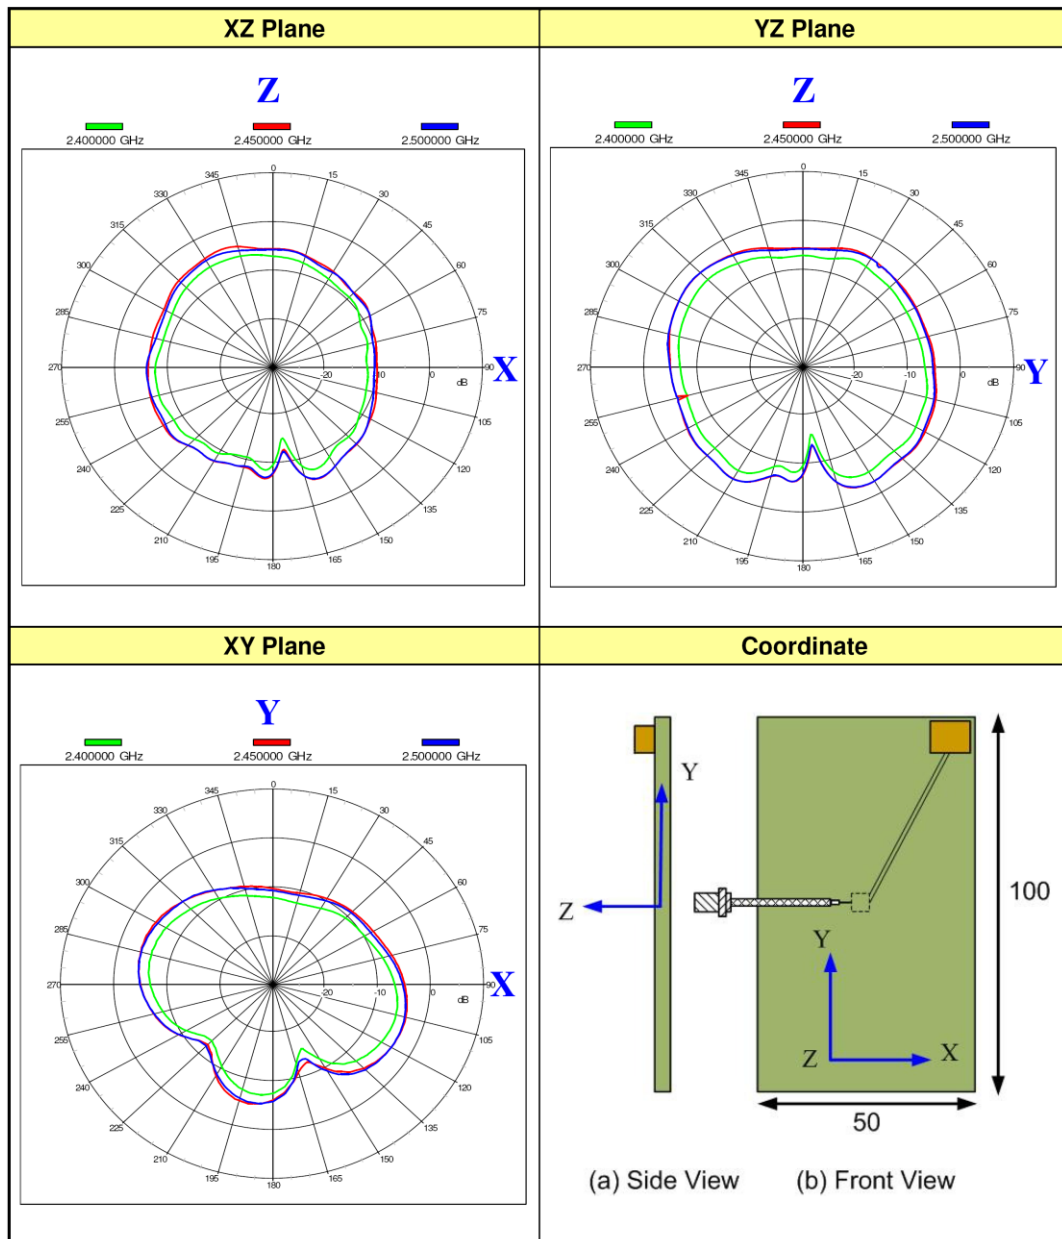 XZ Plane
YZ Plane
Z
2.400000 GHz 2.450000 GHz 2.500000 GHz
0
345 15
330 30
315 45
300 60
285 75
270 -20 -10 0 dB 90 X
255 105
240 120
225 135
210 150
195 165
180
Z
2.400000 GHz 2.450000 GHz 2.500000 GHz
0
345 15
330 30
315 45
300 60
285 75
270 -20 -10 0 dB 90 Y
255 105
240 120
225 135
210 150
195 165
180
XY Plane
Coordinate
Y
2.400000 GHz 2.450000 GHz 2.500000 GHz
0
345 15
330 30
315 45
300 60
285 75
270 -20 -10 0 dB 90 X
255 105
240 120
225 135
210 150
195 165
180
Y
Z
Y
Z X
100
50
(a) Side View (b) Front View